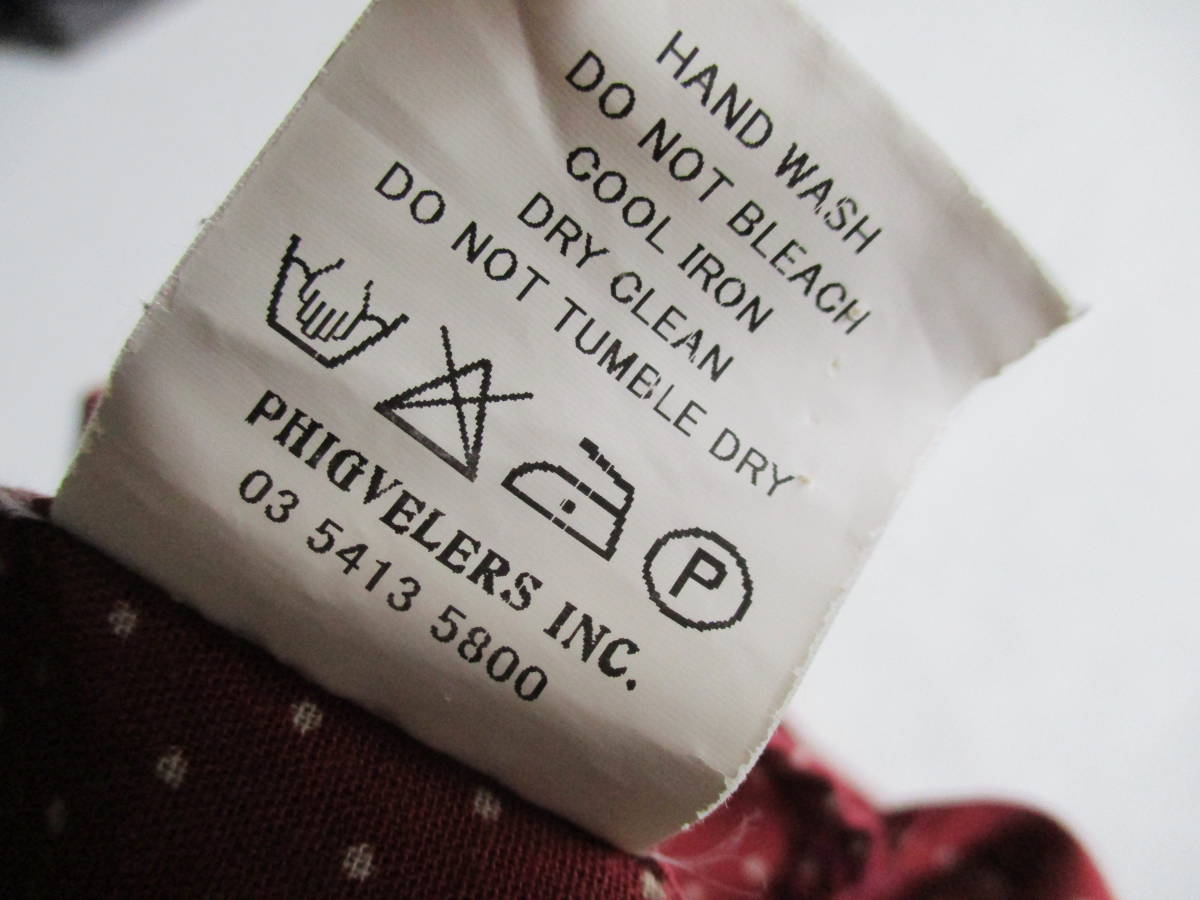 HAND WASH
DO NOT BLEACH
COOL IRON
DRY CLEAN
DO NOT TUMBLE DRY
P
PHIGVELERS INC.
03 5413 5800